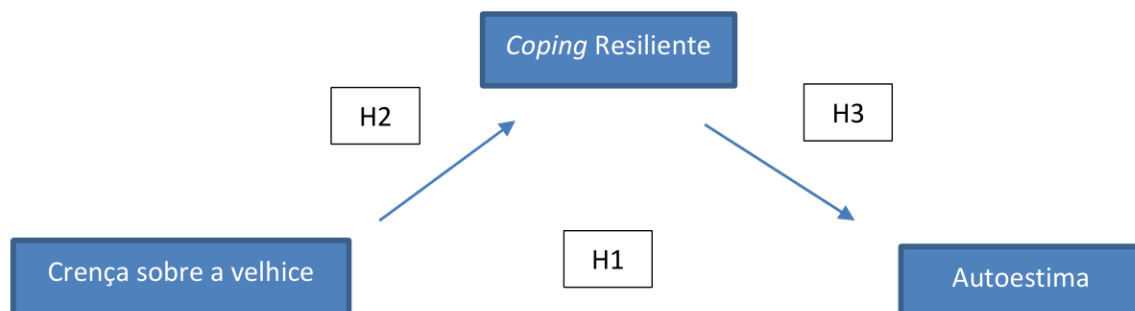 Coping Resiliente
H2
H3
Crença sobre a velhice
H1
Autoestima